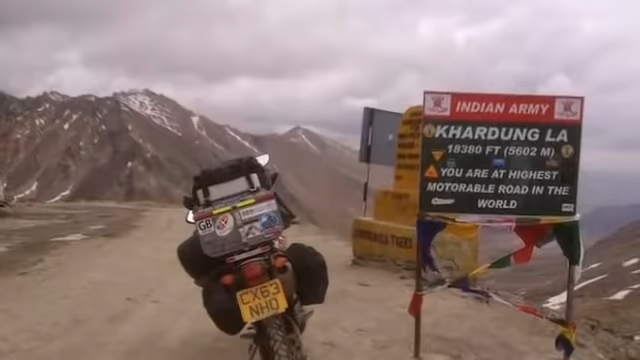 INDIAN ARMY
KHARDUNG LA
18380 FT (5602 M)
YOU ARE AT HIGHEST
MOTORABLE ROAD IN THE
WORLD
GB
CX63
NHO